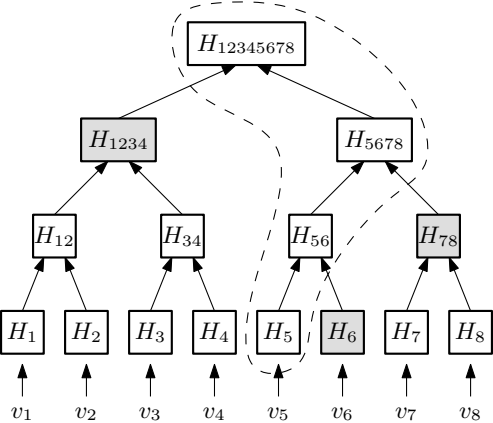 H₁₂₃₄₅₆₇₈
H₁₂₃₄ H₅₆₇₈
H₁₂ H₃₄ H₅₆ H₇₈
H₁ H₂ H₃ H₄ H₅ H₆ H₇ H₈
v₁ v₂ v₃ v₄ v₅ v₆ v₇ v₈